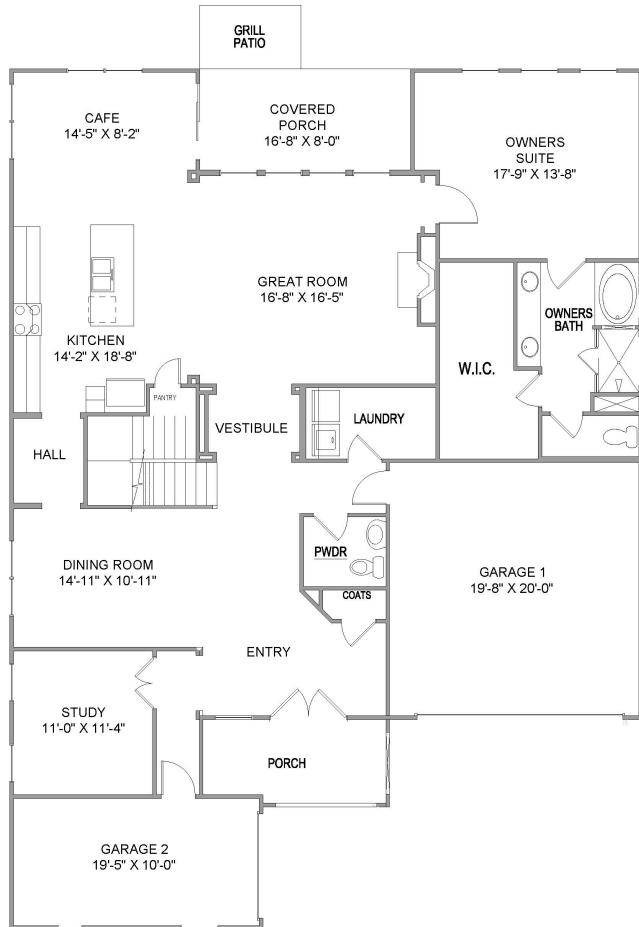 GRILL
PATIO
CAFE
14'-5" X 8'-2"
COVERED
PORCH
16'-8" X 8'-0"
OWNERS
SUITE
17'-9" X 13'-8"
GREAT ROOM
16'-8" X 16'-5"
OWNERS
BATH
KITCHEN
14'-2" X 18'-8"
W.I.C.
PANTRY
LAUNDRY
VESTIBULE
HALL
PWDR
DINING ROOM
14'-11" X 10'-11"
GARAGE 1
19'-8" X 20'-0"
COATS
ENTRY
STUDY
11'-0" X 11'-4"
PORCH
GARAGE 2
19'-5" X 10'-0"